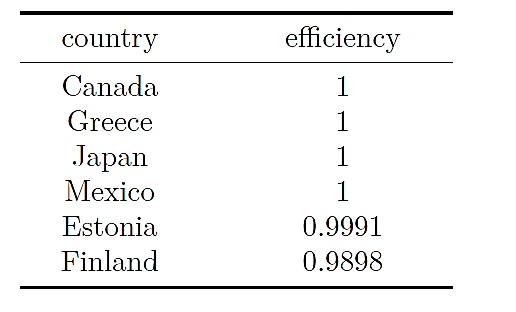 country efficiency
Canada 1
Greece 1
Japan 1
Mexico 1
Estonia 0.9991
Finland 0.9898